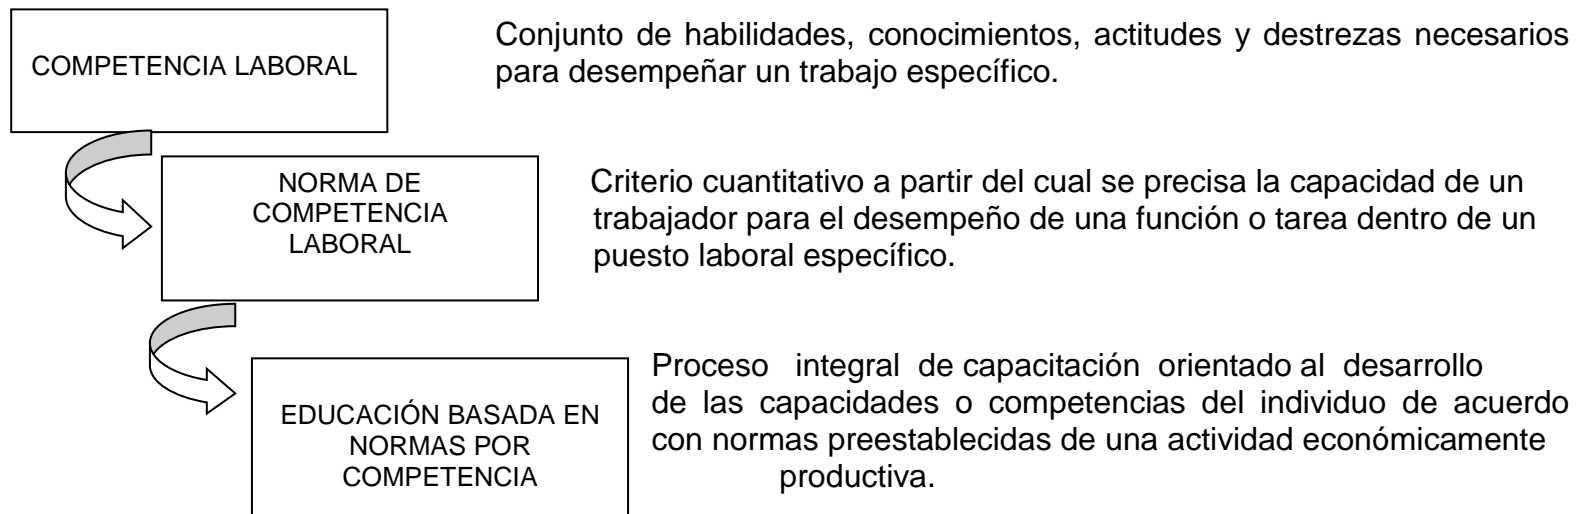 COMPETENCIA LABORAL
Conjunto de habilidades, conocimientos, actitudes y destrezas necesarios
para desempeñar un trabajo específico.
NORMA DE
COMPETENCIA
LABORAL
Criterio cuantitativo a partir del cual se precisa la capacidad de un
trabajador para el desempeño de una función o tarea dentro de un
puesto laboral específico.
EDUCACIÓN BASADA EN
NORMAS POR
COMPETENCIA
Proceso integral de capacitación orientado al desarrollo
de las capacidades o competencias del individuo de acuerdo
con normas preestablecidas de una actividad económicamente
productiva.